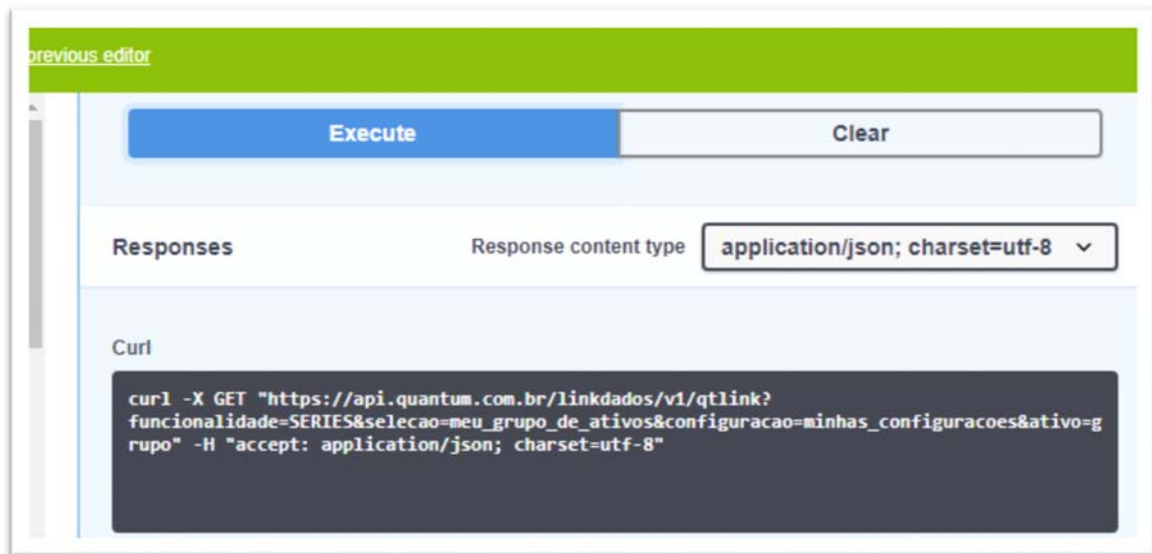 previous editor
Execute
Clear
Responses
Response content type
application/json; charset=utf-8
Curl
curl -X GET "https://api.quantum.com.br/linkdados/v1/qtlink?
funcionalidade=SERIES&selecao=meu_grupo_de_ativos&configuracao=minhas_configuracoes&ativo=g
rupo" -H "accept: application/json; charset=utf-8"